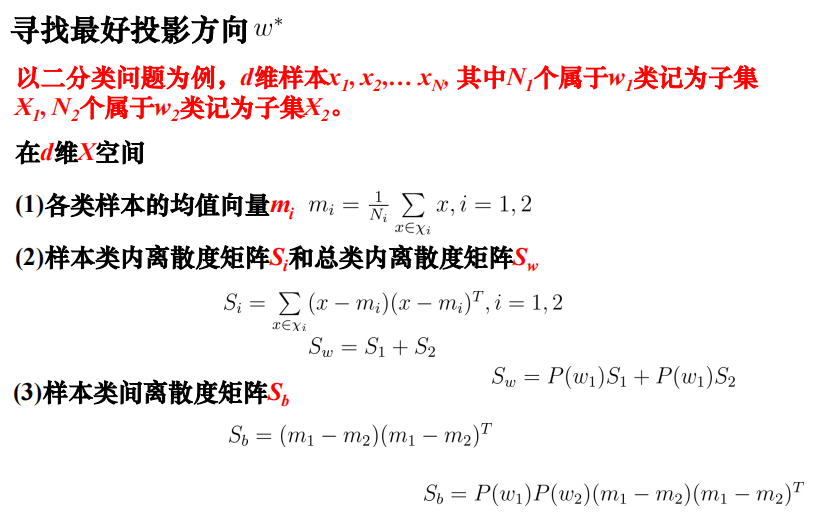 寻找最好投影方向 $w^*$
以二分类问题为例，d维样本$x_1, x_2, \ldots x_N$, 其中$N_1$个属于$w_1$类记为子集
$X_1$, $N_2$个属于$w_2$类记为子集$X_2$。
在d维X空间
(1)各类样本的均值向量$m_i$ $m_i = \frac{1}{N_i} \sum_{x \in \chi_i} x, i = 1, 2$
(2)样本类内离散度矩阵$S_i$和总类内离散度矩阵$S_w$
$S_i = \sum_{x \in \chi_i} (x - m_i)(x - m_i)^T, i = 1, 2$
$S_w = S_1 + S_2$
$S_w = P(w_1)S_1 + P(w_1)S_2$
(3)样本类间离散度矩阵$S_b$
$S_b = (m_1 - m_2)(m_1 - m_2)^T$
$S_b = P(w_1)P(w_2)(m_1 - m_2)(m_1 - m_2)^T$